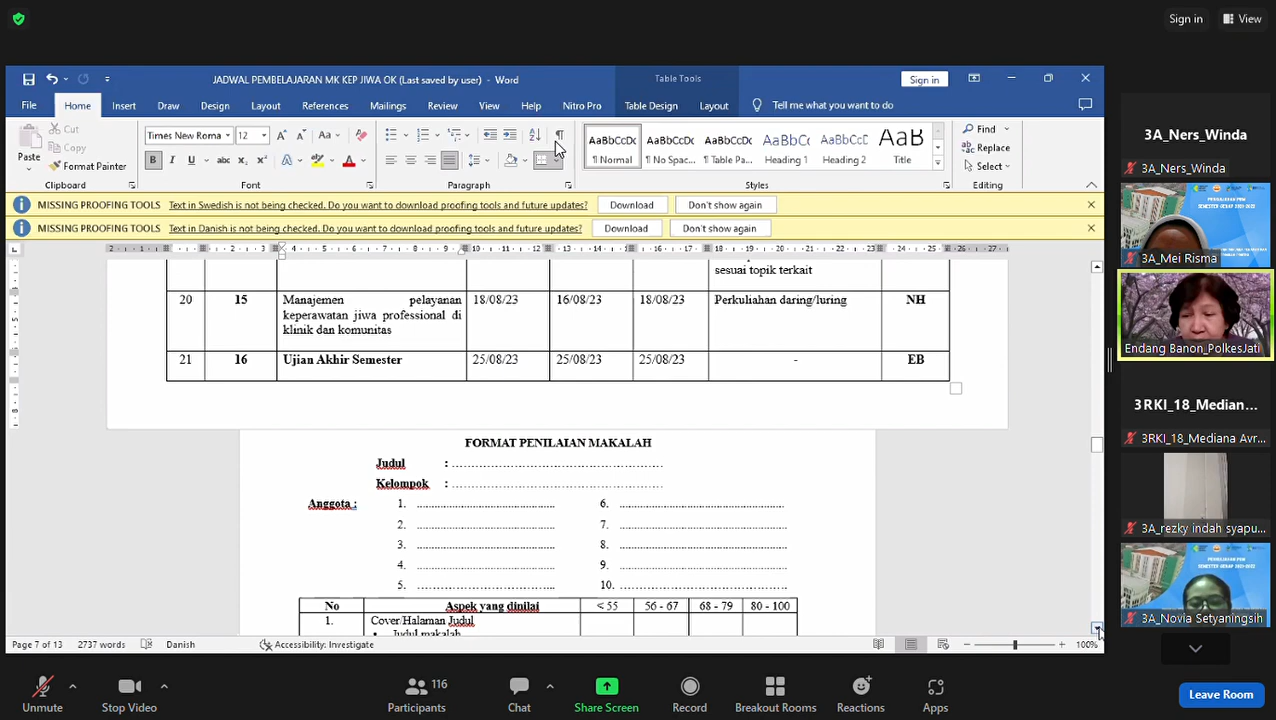 Sign in
View
JADWAL PEMBELAJARAN MK KEP JIWA OK (Last saved by user) - Word
Table Tools
Sign in
File
Home
Insert
Draw
Design
Layout
References
Mailings
Review
View
Help
Nitro Pro
Table Design
Layout
Tell me what you want to do
Paste
Cut
Copy
Format Painter
Clipboard
Times New Roma
12
Font
Paragraph
AaBbCcDc
¶ Normal
AaBbCcDc
¶ No Spac...
AaBbCcDc
¶ Table Pa...
AaBbCc
Heading 1
AaBbCcD
Heading 2
AaB
Title
Styles
Find
Replace
Select
Editing
MISSING PROOFING TOOLS
Text in Swedish is not being checked. Do you want to download proofing tools and future updates?
Download
Don't show again
MISSING PROOFING TOOLS
Text in Danish is not being checked. Do you want to download proofing tools and future updates?
Download
Don't show again
sesuai topik terkait
20 15 Manajemen pelayanan 18/08/23 16/08/23 18/08/23 Perkuliahan daring/luring NH
keperawatan jiwa professional di
klinik dan komunitas
21 16 Ujian Akhir Semester 25/08/23 25/08/23 25/08/23 - EB
FORMAT PENILAIAN MAKALAH
Judul : ...............................................................
Kelompok : ...............................................................
Anggota : 1. ......................................... 6. .................................................
2. ......................................... 7. .................................................
3. ......................................... 8. .................................................
4. ......................................... 9. .................................................
5. ......................................... 10. .................................................
No Aspek yang dinilai < 55 56 - 67 68 - 79 80 - 100
1. Cover/Halaman Judul
• Judul makalah
Page 7 of 13
2737 words
Danish
Accessibility: Investigate
100%
3A_Ners_Winda
3A_Ners_Winda
3A_Mei Risma
Endang Banon_PolkesJati
3RKI_18_Median...
3RKI_18_Mediana Avr...
3A_rezky indah syapu...
3A_Novia Setyaningsih
Unmute
Stop Video
116
Participants
Chat
Share Screen
Record
Breakout Rooms
Reactions
Apps
Leave Room